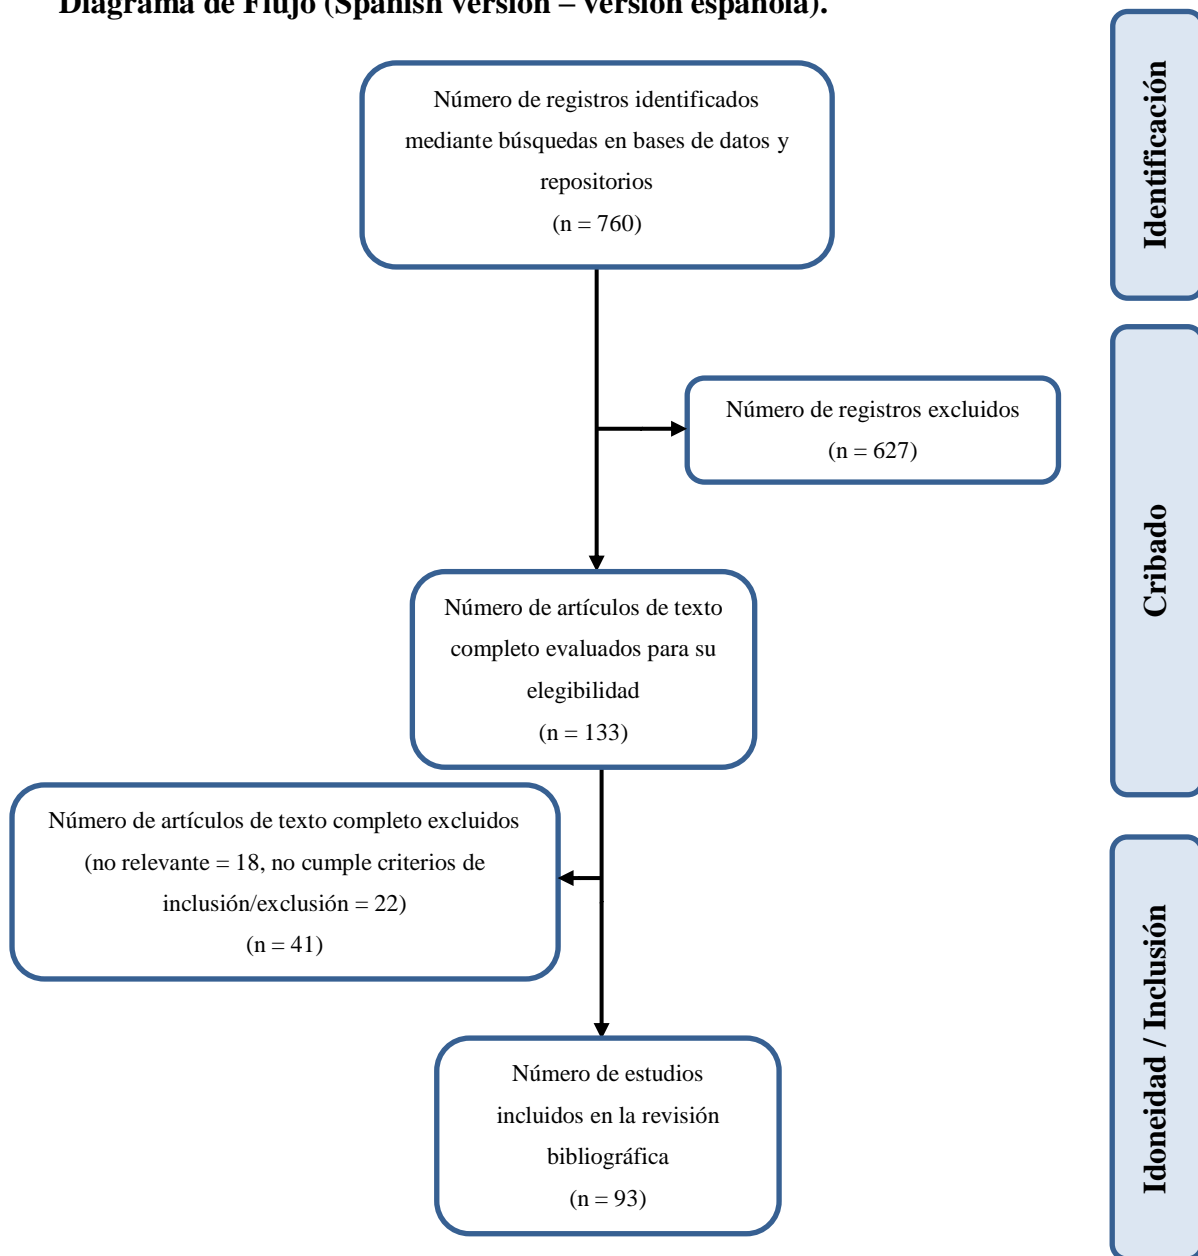 Diagrama de Flujo (Spanish version – versión española).
Identificación
Número de registros identificados
mediante búsquedas en bases de datos y
repositorios
(n = 760)
Número de registros excluidos
(n = 627)
Cribado
Número de artículos de texto
completo evaluados para su
elegibilidad
(n = 133)
Número de artículos de texto completo excluidos
(no relevante = 18, no cumple criterios de
inclusión/exclusión = 22)
(n = 41)
Idoneidad / Inclusión
Número de estudios
incluidos en la revisión
bibliográfica
(n = 93)